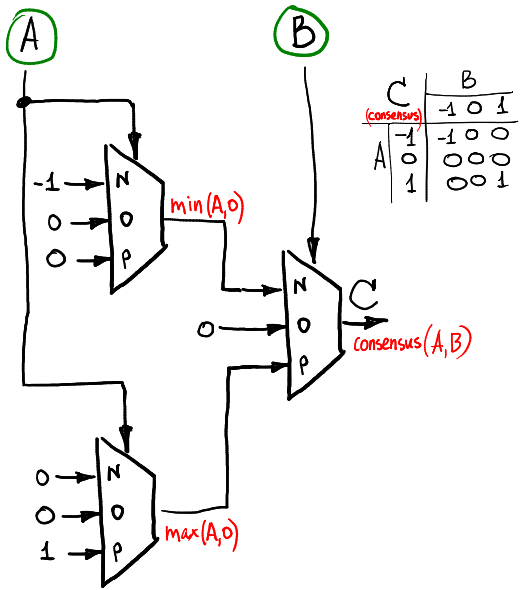 A
B
C
(consensus)
B
-1 0 1
A
-1 -1 0 0
0 0 0 0
1 0 0 1
-1 N
0 0
0 P
min(A,0)
N
0 0
P
C
consensus(A,B)
0 N
0 0
1 P
max(A,0)